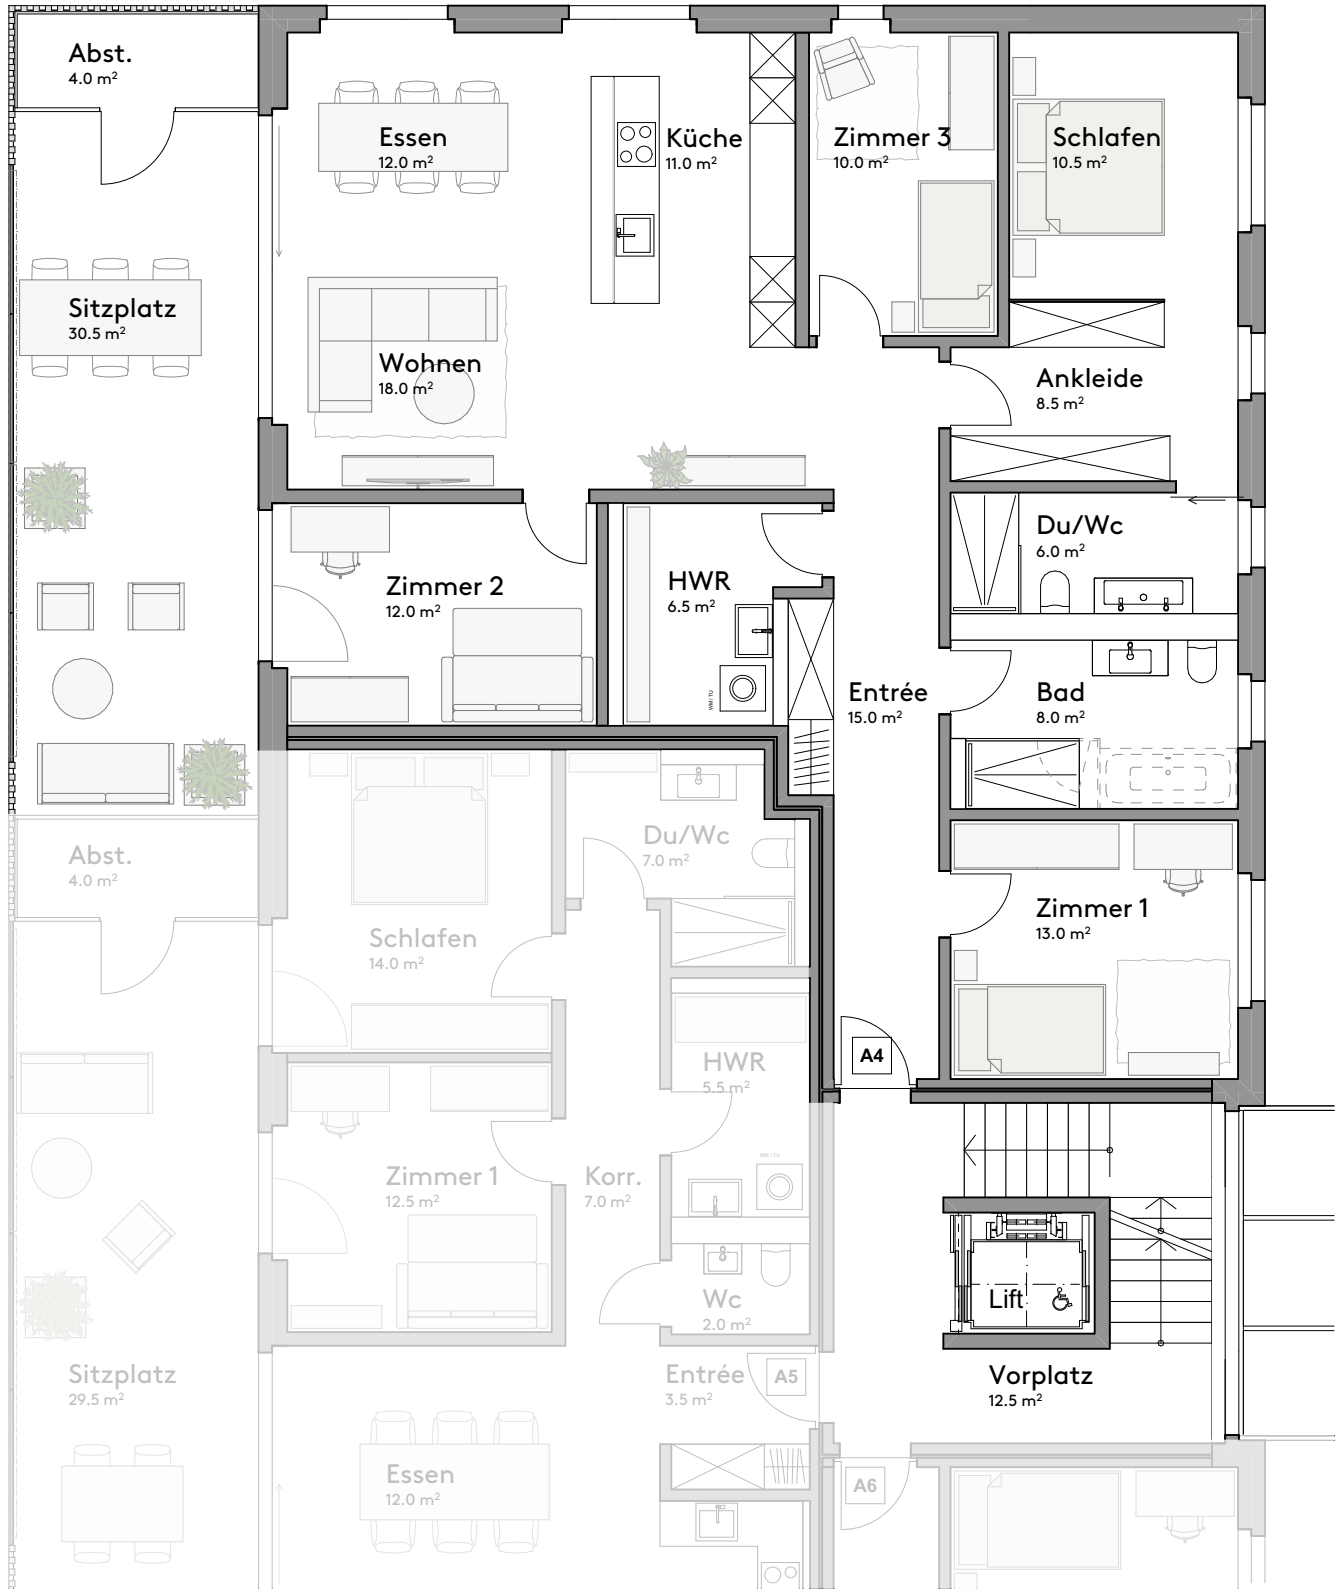 Abst.
4.0 m²
Essen
12.0 m²
Küche
11.0 m²
Zimmer 3
10.0 m²
Schlafen
10.5 m²
Sitzplatz
30.5 m²
Wohnen
18.0 m²
Ankleide
8.5 m²
Du/Wc
6.0 m²
Zimmer 2
12.0 m²
HWR
6.5 m²
WM / TU
Entrée
15.0 m²
Bad
8.0 m²
Abst.
4.0 m²
Du/Wc
7.0 m²
Schlafen
14.0 m²
Zimmer 1
13.0 m²
A4
HWR
5.5 m²
WM / TU
Zimmer 1
12.5 m²
Korr.
7.0 m²
Wc
2.0 m²
Lift
Sitzplatz
29.5 m²
Entrée
3.5 m²
A5
Vorplatz
12.5 m²
Essen
12.0 m²
A6